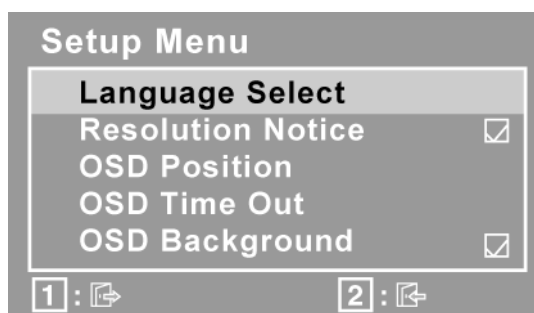 Setup Menu
Language Select
Resolution Notice
OSD Position
OSD Time Out
OSD Background
1 : 2 :